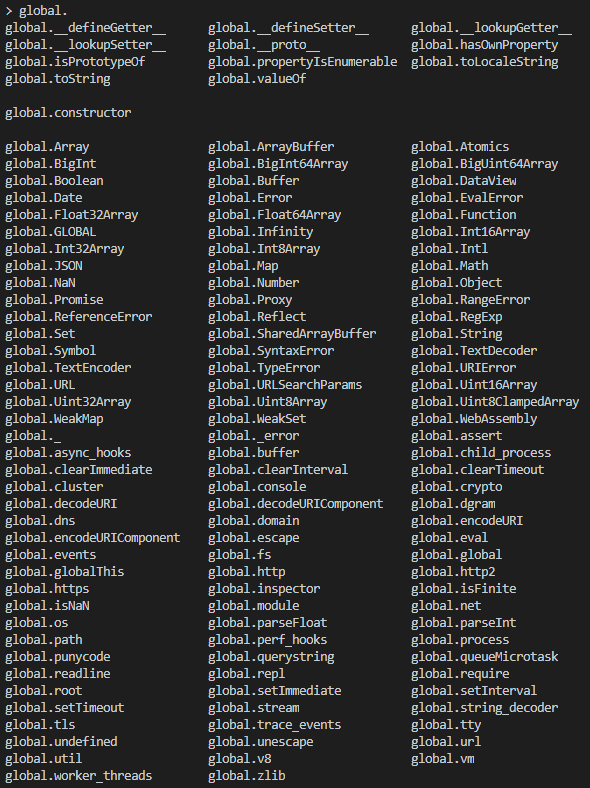 > global.
global.__defineGetter__ global.__defineSetter__ global.__lookupGetter__
global.__lookupSetter__ global.__proto__ global.hasOwnProperty
global.isPrototypeOf global.propertyIsEnumerable global.toLocaleString
global.toString global.valueOf
global.constructor
global.Array global.ArrayBuffer global.Atomics
global.BigInt global.BigInt64Array global.BigUint64Array
global.Boolean global.Buffer global.DataView
global.Date global.Error global.EvalError
global.Float32Array global.Float64Array global.Function
global.GLOBAL global.Infinity global.Int16Array
global.Int32Array global.Int8Array global.Intl
global.JSON global.Map global.Math
global.NaN global.Number global.Object
global.Promise global.Proxy global.RangeError
global.ReferenceError global.Reflect global.RegExp
global.Set global.SharedArrayBuffer global.String
global.Symbol global.SyntaxError global.TextDecoder
global.TextEncoder global.TypeError global.URIError
global.URL global.URLSearchParams global.Uint16Array
global.Uint32Array global.Uint8Array global.Uint8ClampedArray
global.WeakMap global.WeakSet global.WebAssembly
global._ global._error global.assert
global.async_hooks global.buffer global.child_process
global.clearImmediate global.clearInterval global.clearTimeout
global.cluster global.console global.crypto
global.decodeURI global.decodeURIComponent global.dgram
global.dns global.domain global.encodeURI
global.encodeURIComponent global.escape global.eval
global.events global.fs global.global
global.globalThis global.http global.http2
global.https global.inspector global.isFinite
global.isNaN global.module global.net
global.os global.parseFloat global.parseInt
global.path global.perf_hooks global.process
global.punycode global.querystring global.queueMicrotask
global.readline global.repl global.require
global.root global.setImmediate global.setInterval
global.setTimeout global.stream global.string_decoder
global.tls global.trace_events global.tty
global.undefined global.unescape global.url
global.util global.v8 global.vm
global.worker_threads global.zlib